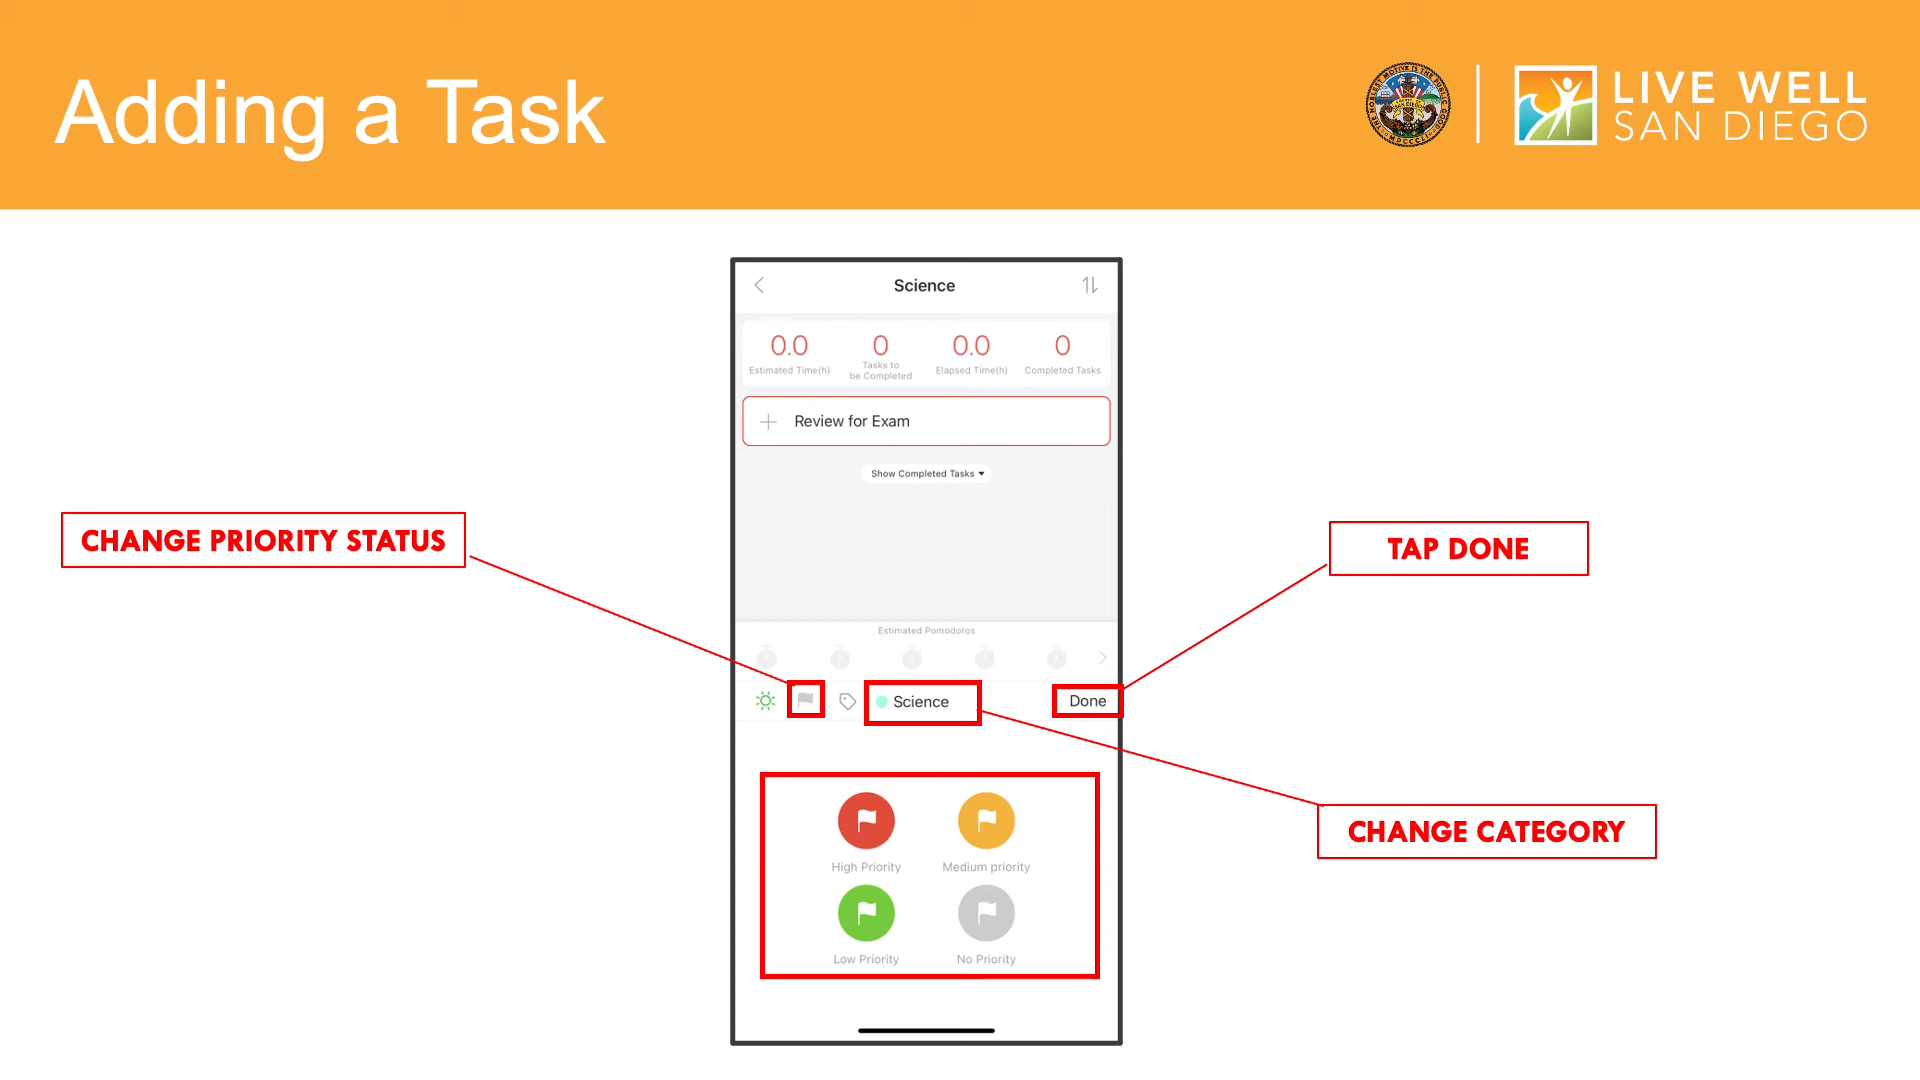 Adding a Task
LIVE WELL
SAN DIEGO
Science
0.0
Estimated Time(h)
0
Tasks to
be Completed
0.0
Elapsed Time(h)
0
Completed Tasks
Review for Exam
Show Completed Tasks
CHANGE PRIORITY STATUS
TAP DONE
Estimated Pomodoros
Science
Done
CHANGE CATEGORY
High Priority
Medium priority
Low Priority
No Priority